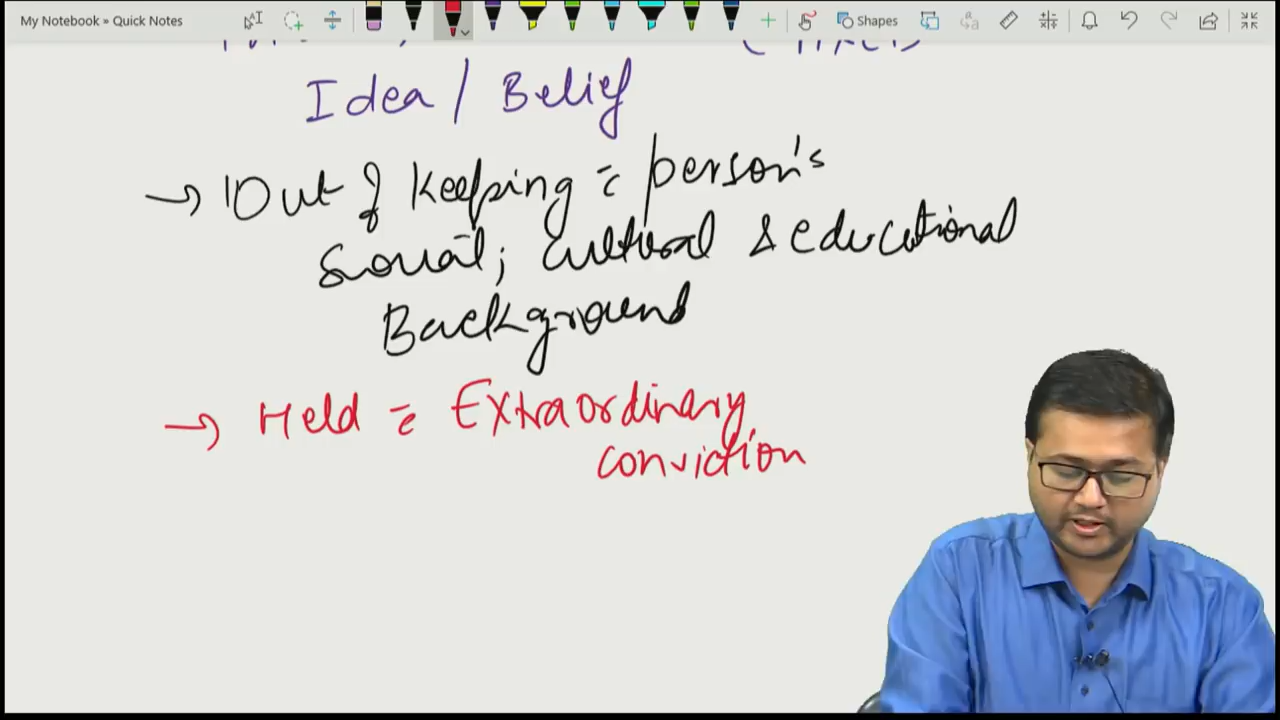 My Notebook » Quick Notes
Shapes
Idea / Belief
→ Out of keeping c̄ person's
Social; cultural & educational
Background
→ Held c̄ Extraordinary
conviction